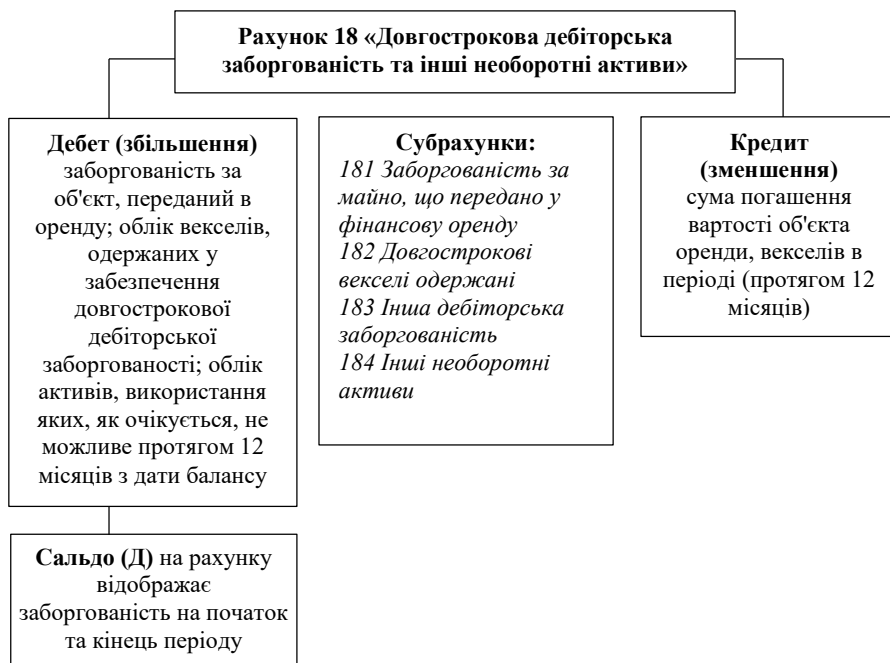 Рахунок 18 «Довгострокова дебіторська
заборгованість та інші необоротні активи»
Дебет (збільшення)
заборгованість за
об'єкт, переданий в
оренду; облік векселів,
одержаних у
забезпечення
довгострокової
дебіторської
заборгованості; облік
активів, використання
яких, як очікується, не
можливе протягом 12
місяців з дати балансу
Субрахунки:
181 Заборгованість за
майно, що передано у
фінансову оренду
182 Довгострокові
векселі одержані
183 Інша дебіторська
заборгованість
184 Інші необоротні
активи
Кредит
(зменшення)
сума погашення
вартості об'єкта
оренди, векселів в
періоді (протягом 12
місяців)
Сальдо (Д) на рахунку
відображає
заборгованість на початок
та кінець періоду